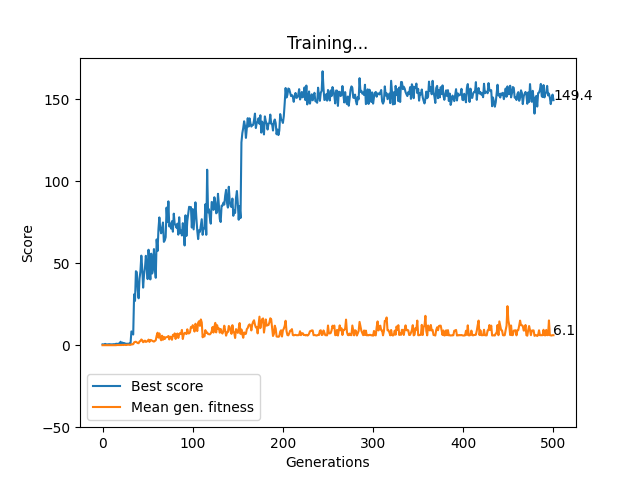 Training...
Score
150
100
50
0
−50
149.4
6.1
Best score
Mean gen. fitness
0 100 200 300 400 500
Generations